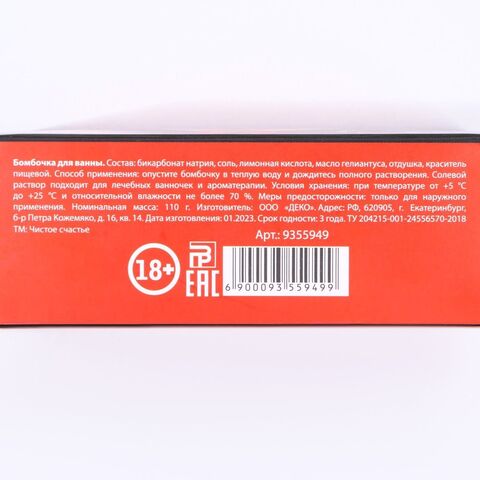 Бомбочка для ванны. Состав: бикарбонат натрия, соль, лимонная кислота, масло гелиантуса, отдушка, краситель
пищевой. Способ применения: опустите бомбочку в теплую воду и дождитесь полного растворения. Солевой
раствор подходит для лечебных ванночек и ароматерапии. Условия хранения: при температуре от +5 °С
до +25 °С и относительной влажности не более 70 %. Меры предосторожности: только для наружного
применения. Номинальная масса: 110 г. Изготовитель: ООО «ДЕКО». Адрес: РФ, 620905, г. Екатеринбург,
б-р Петра Кожемяко, д. 16, кв. 14. Дата изготовления: 01.2023. Срок годности: 3 года. ТУ 204215-001-24556570-2018
ТМ: Чистое счастье
Арт.: 9355949
18+
ЕАС
6 900093 559499